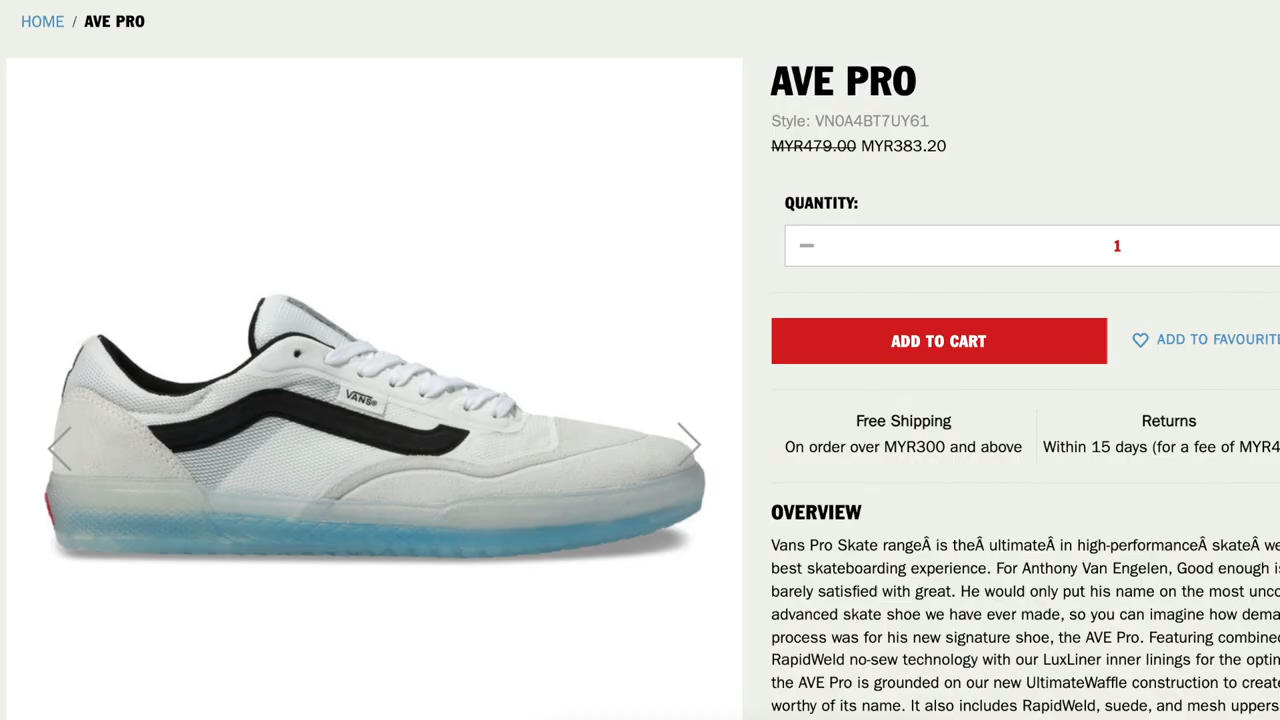 HOME / AVE PRO
AVE PRO
Style: VN0A4BT7UY61
MYR479.00 MYR383.20
QUANTITY:
1
ADD TO CART
ADD TO FAVOURITE
Free Shipping
On order over MYR300 and above
Returns
Within 15 days (for a fee of MYR4
VANS
OVERVIEW
Vans Pro Skate rangeÂ is theÂ ultimateÂ in high-performanceÂ skateÂ we
best skateboarding experience. For Anthony Van Engelen, Good enough is
barely satisfied with great. He would only put his name on the most unco
advanced skate shoe we have ever made, so you can imagine how dema
process was for his new signature shoe, the AVE Pro. Featuring combined
RapidWeld no-sew technology with our LuxLiner inner linings for the optim
the AVE Pro is grounded on our new UltimateWaffle construction to create
worthy of its name. It also includes RapidWeld, suede, and mesh uppers